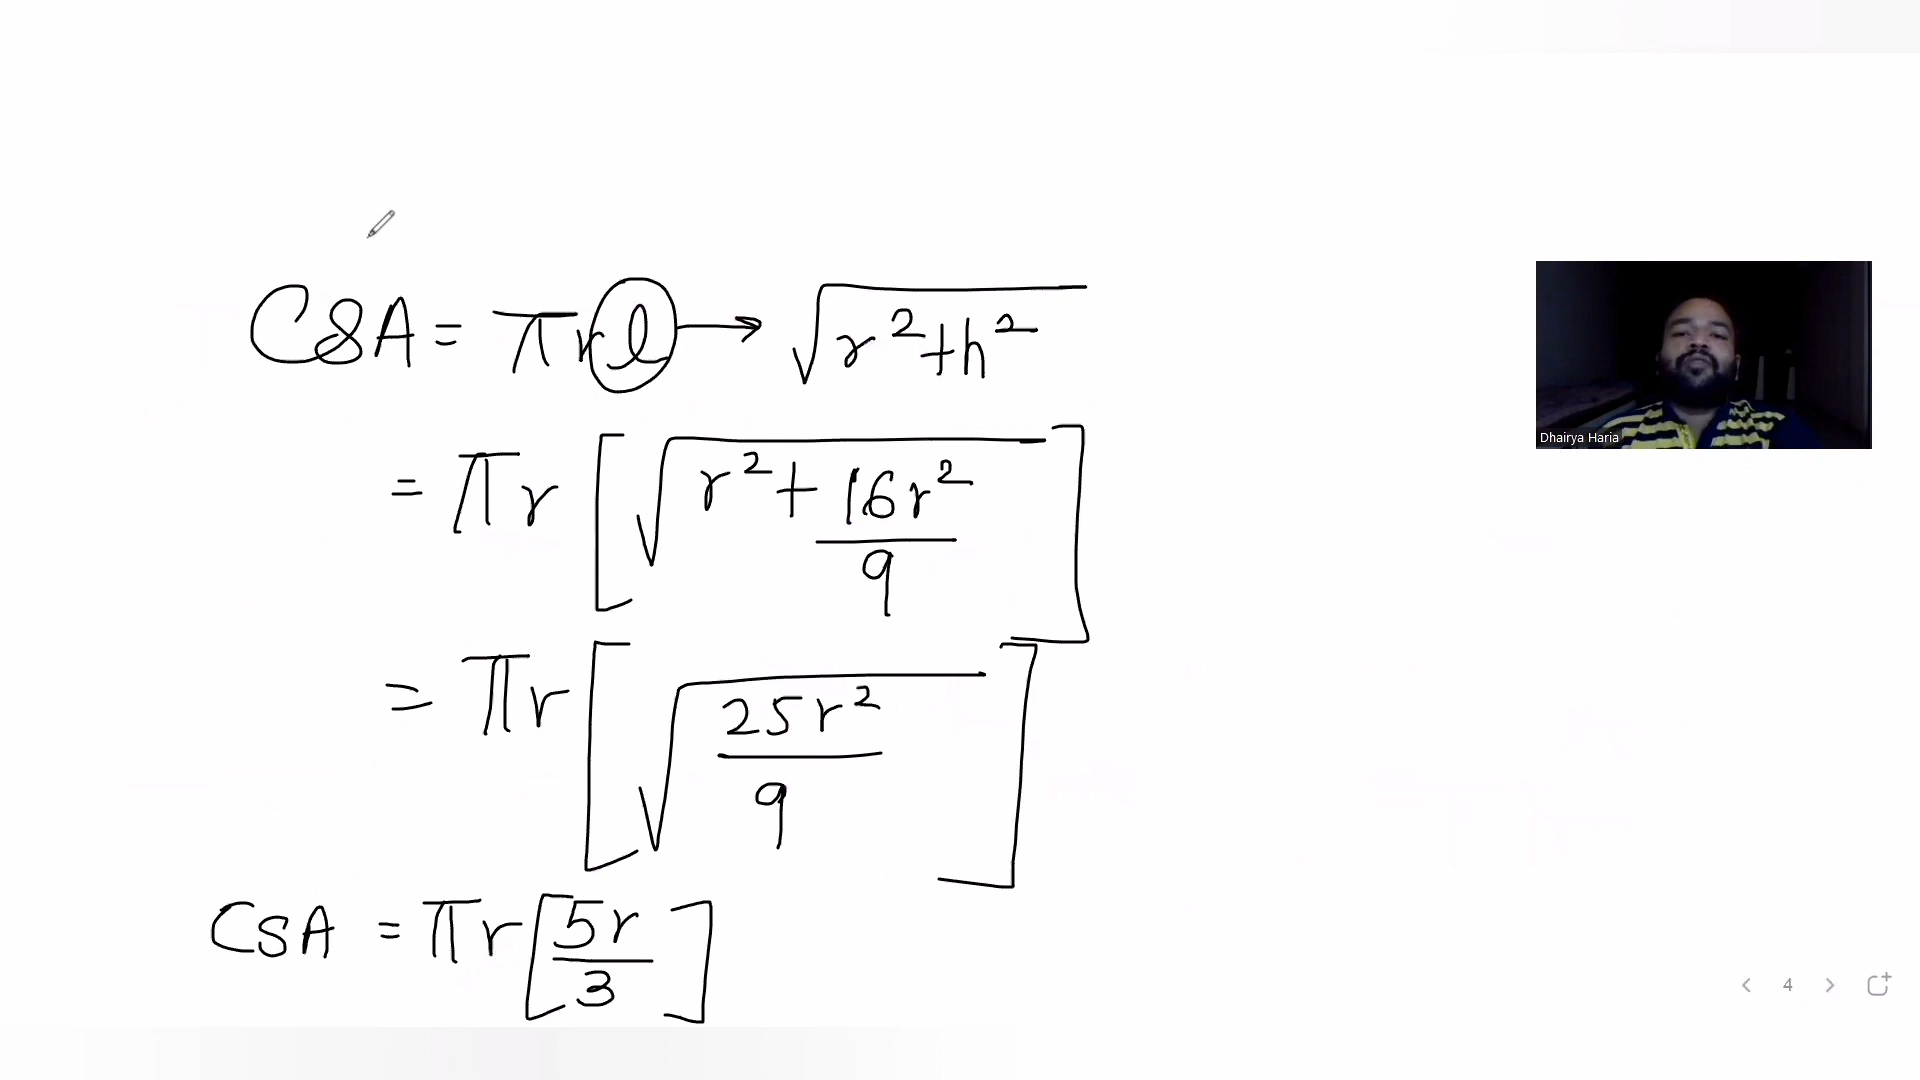 CSA = πrl → √r²+h²
= πr [√r² + 16r²/9]
= πr [√25r²/9]
CSA = πr [5r/3]
Dhairya Haria
4